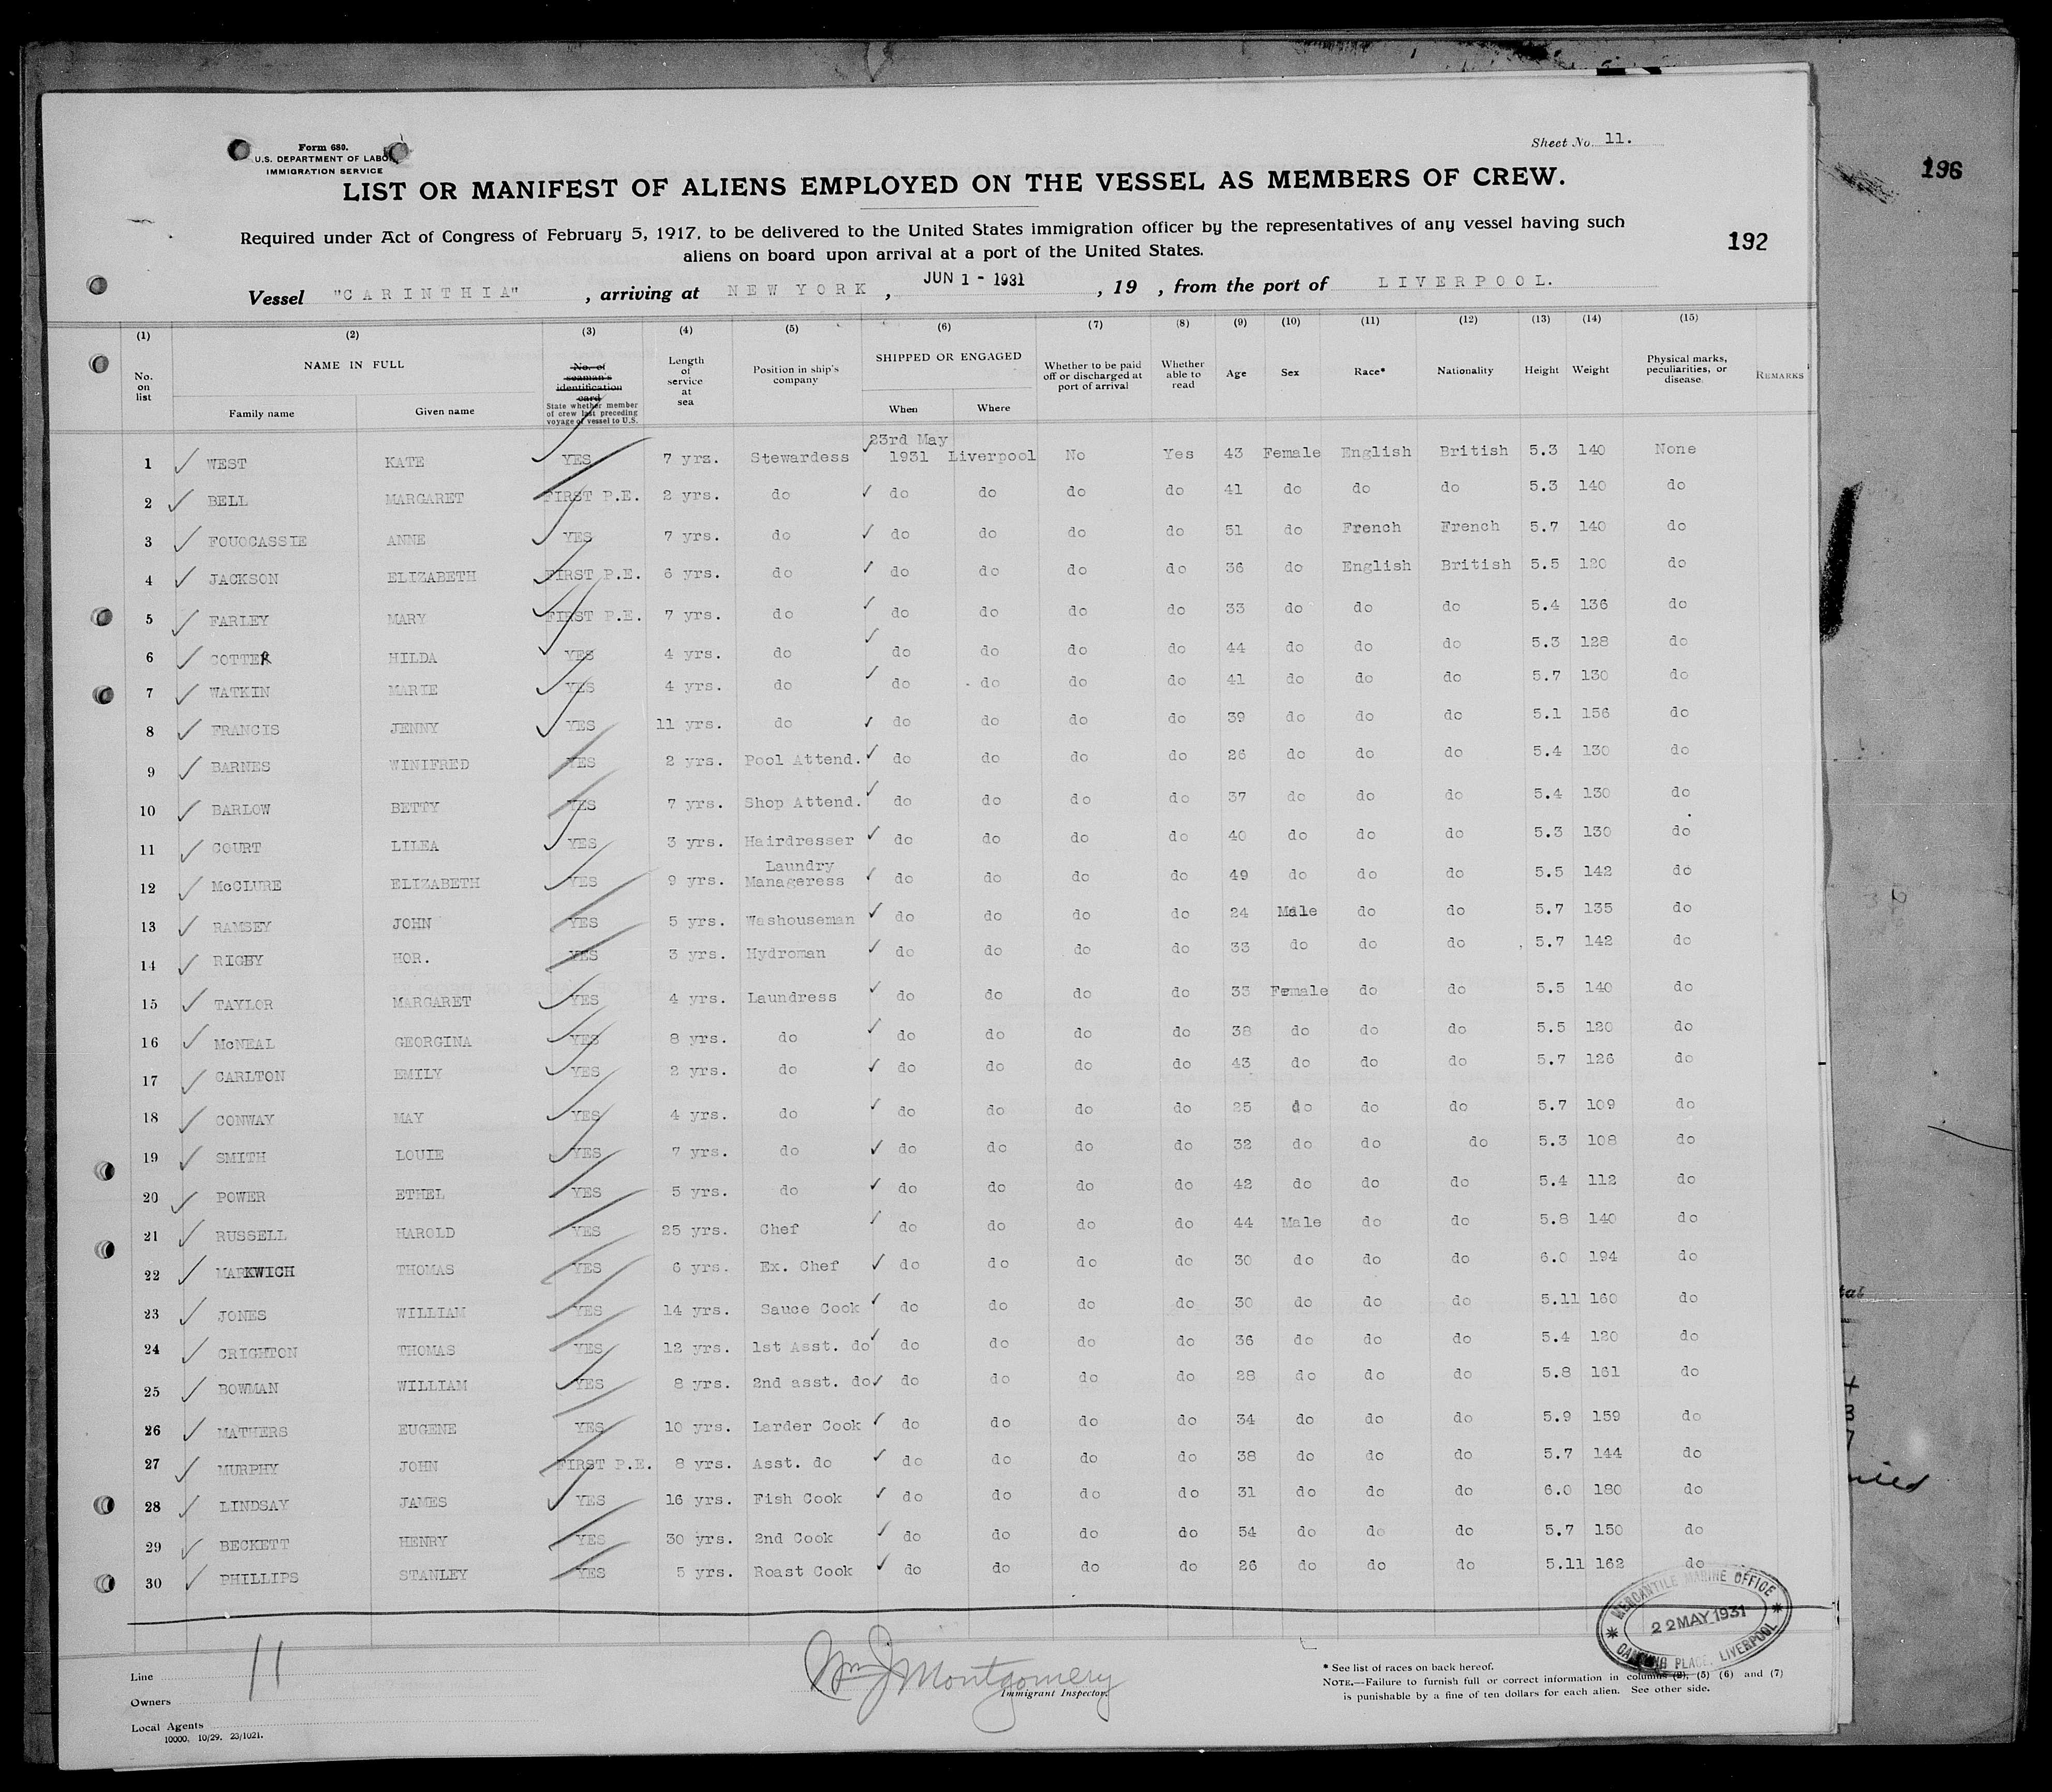 196
Form 680.
U.S. DEPARTMENT OF LABOR
IMMIGRATION SERVICE
Sheet No. 11.
LIST OR MANIFEST OF ALIENS EMPLOYED ON THE VESSEL AS MEMBERS OF CREW.
192
Required under Act of Congress of February 5, 1917, to be delivered to the United States immigration officer by the representatives of any vessel having such
aliens on board upon arrival at a port of the United States.
Vessel "CARINTHIA", arriving at NEW YORK, JUN 1 - 1931, 19 , from the port of LIVERPOOL.
(1) (2) (3) (4) (5) (6) (7) (8) (9) (10) (11) (12) (13) (14) (15)
No. on list NAME IN FULL Family name Given name No. of seaman's identification card State whether member of crew last preceding voyage of vessel to U.S. Length of service at sea Position in ship's company SHIPPED OR ENGAGED When Where Whether to be paid off or discharged at port of arrival Whether able to read Age Sex Race* Nationality Height Weight Physical marks, peculiarities, or disease. REMARKS
1 WEST KATE YES 7 yrs. Stewardess 23rd May 1931 Liverpool No Yes 43 Female English British 5.3 140 None
2 BELL MARGARET FIRST P.E. 2 yrs. do do do do do 41 do do do 5.3 140 do
3 FOUOCASSIE ANNE YES 7 yrs. do do do do do 51 do French French 5.7 140 do
4 JACKSON ELIZABETH FIRST P.E. 6 yrs. do do do do do 36 do English British 5.5 120 do
5 FARLEY MARY FIRST P.E. 7 yrs. do do do do do 33 do do do 5.4 136 do
6 COTTER HILDA YES 4 yrs. do do do do do 44 do do do 5.3 128 do
7 WATKIN MARIE YES 4 yrs. do do do do do 41 do do do 5.7 130 do
8 FRANCIS JENNY YES 11 yrs. do do do do do 39 do do do 5.1 156 do
9 BARNES WINIFRED YES 2 yrs. Pool Attend. do do do do 26 do do do 5.4 130 do
10 BARLOW BETTY YES 7 yrs. Shop Attend. do do do do 37 do do do 5.4 130 do
11 COURT LILEA YES 3 yrs. Hairdresser do do do do 40 do do do 5.3 130 do
12 McCLURE ELIZABETH YES 9 yrs. Laundry Manageress do do do do 49 do do do 5.5 142 do
13 RAMSEY JOHN YES 5 yrs. Washouseman do do do do 24 Male do do 5.7 135 do
14 RIGBY HOR. YES 3 yrs. Hydroman do do do do 33 do do do 5.7 142 do
15 TAYLOR MARGARET YES 4 yrs. Laundress do do do do 33 Female do do 5.5 140 do
16 McNEAL GEORGINA YES 8 yrs. do do do do do 38 do do do 5.5 120 do
17 CARLTON EMILY YES 2 yrs. do do do do do 43 do do do 5.7 126 do
18 CONWAY MAY YES 4 yrs. do do do do do 25 do do do 5.7 109 do
19 SMITH LOUIE YES 7 yrs. do do do do do 32 do do do 5.3 108 do
20 POWER ETHEL YES 5 yrs. do do do do do 42 do do do 5.4 112 do
21 RUSSELL HAROLD YES 25 yrs. Chef do do do do 44 Male do do 5.8 140 do
22 MARKWICH THOMAS YES 6 yrs. Ex. Chef do do do do 30 do do do 6.0 194 do
23 JONES WILLIAM YES 14 yrs. Sauce Cook do do do do 30 do do do 5.11 160 do
24 CRIGHTON THOMAS YES 12 yrs. 1st Asst. do do do do do 36 do do do 5.4 120 do
25 BOWMAN WILLIAM YES 8 yrs. 2nd asst. do do do do do 28 do do do 5.8 161 do
26 MATHERS EUGENE YES 10 yrs. Larder Cook do do do do 34 do do do 5.9 159 do
27 MURPHY JOHN FIRST P.E. 8 yrs. Asst. do do do do do 38 do do do 5.7 144 do
28 LINDSAY JAMES YES 16 yrs. Fish Cook do do do do 31 do do do 6.0 180 do
29 BECKETT HENRY YES 30 yrs. 2nd Cook do do do do 54 do do do 5.7 150 do
30 PHILLIPS STANLEY YES 5 yrs. Roast Cook do do do do 26 do do do 5.11 162 do
MERCANTILE MARINE OFFICE
22 MAY 1931
PLACE. LIVERPOOL
11
Line
Owners
Local Agents
10000. 10/29. 23/1021.
Wm J Montgomery
Immigrant Inspector.
* See list of races on back hereof.
NOTE.—Failure to furnish full or correct information in columns (2), (5) (6) and (7)
is punishable by a fine of ten dollars for each alien. See other side.